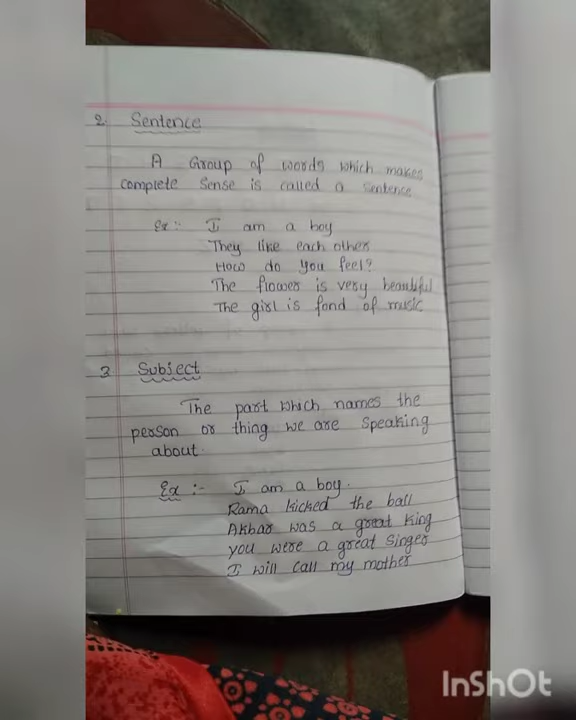 2. Sentence
A Group of words which makes
complete Sense is called a Sentence
Ex:- I am a boy
They like each other
How do you feel?
The flower is very beautiful
The girl is fond of music
3 Subject
The part which names the
person or thing we are speaking
about.
Ex :- I am a boy.
Rama kicked the ball
Akbar was a great king
you were a great singer
I will call my mother
InShOt